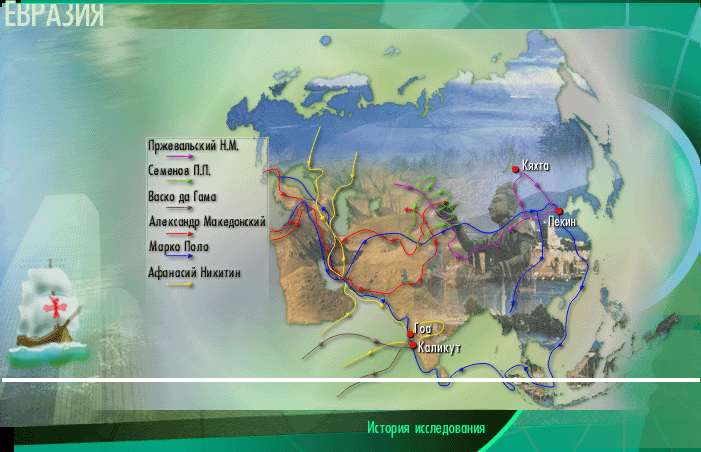 ЕВРАЗИЯ
Пржевальский Н.М.
Семенов П.П.
Васко да Гама
Александр Македонский
Марко Поло
Афанасий Никитин
Кяхта
Пекин
Гоа
Каликут
История исследования